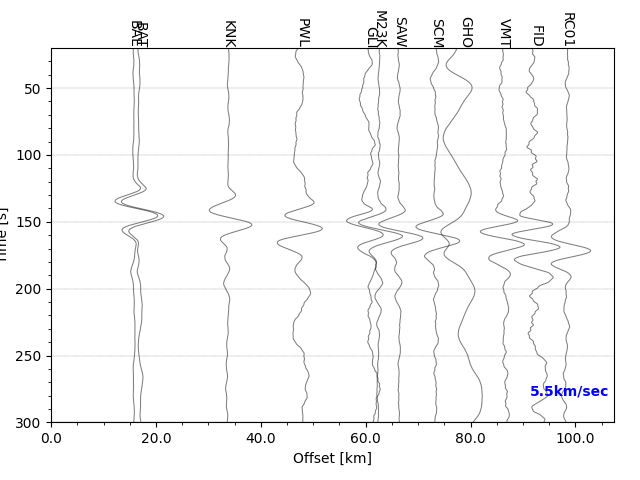 BAE
BAT
KNK
PWL
GLI
M23K
SAW
SCM
GHO
VMT
FID
RC01
50
100
150
200
250
300
Time [s]
5.5km/sec
0.0
20.0
40.0
60.0
80.0
100.0
Offset [km]